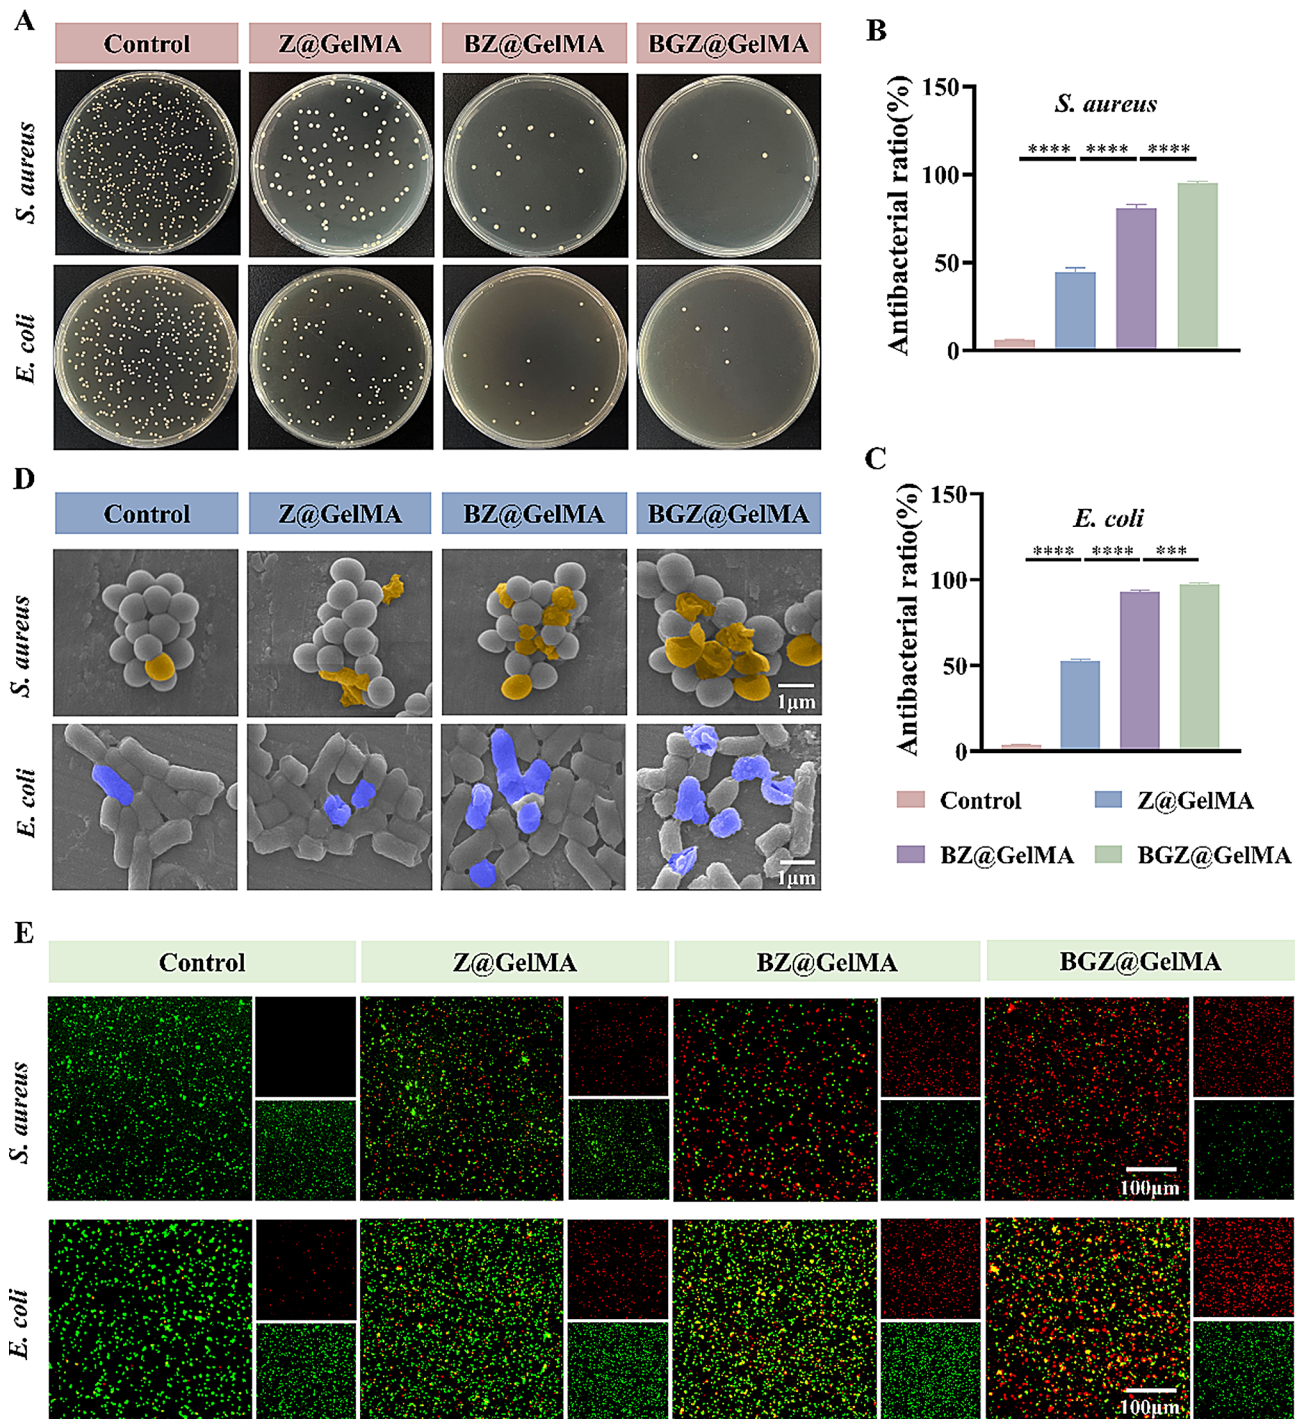 A
Control
Z@GelMA
BZ@GelMA
BGZ@GelMA
S. aureus
E. coli
B
150
100
50
0
Antibacterial ratio(%)
S. aureus
****
****
****
C
150
100
50
0
Antibacterial ratio(%)
E. coli
****
****
***
Control
Z@GelMA
BZ@GelMA
BGZ@GelMA
D
Control
Z@GelMA
BZ@GelMA
BGZ@GelMA
S. aureus
1μm
E. coli
1μm
E
Control
Z@GelMA
BZ@GelMA
BGZ@GelMA
S. aureus
100μm
E. coli
100μm